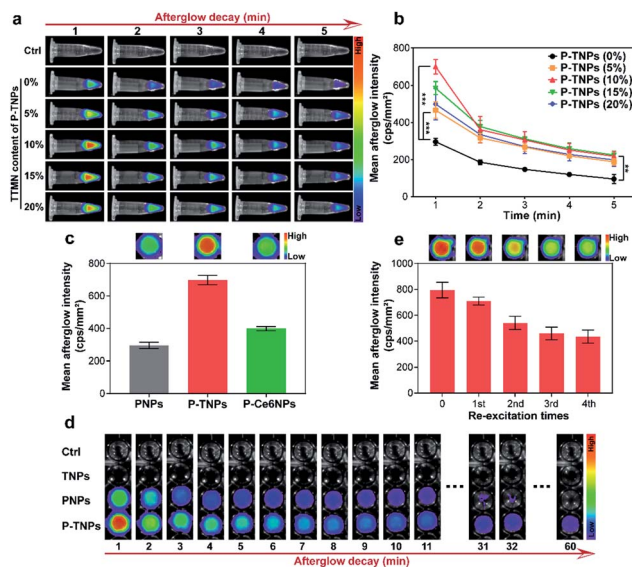 a
Afterglow decay (min)
1 2 3 4 5
Ctrl
0%
5%
10%
15%
20%
TTMN content of P-TNPs
High
Low
b
Mean afterglow intensity
(cps/mm²)
800
600
400
200
0
P-TNPs (0%)
P-TNPs (5%)
P-TNPs (10%)
P-TNPs (15%)
P-TNPs (20%)
***
***
**
1 2 3 4 5
Time (min)
c
High
Low
Mean afterglow intensity
(cps/mm²)
800
600
400
200
0
PNPs P-TNPs P-Ce6NPs
e
High
Low
Mean afterglow intensity
(cps/mm²)
1000
800
600
400
200
0
0 1st 2nd 3rd 4th
Re-excitation times
d
Ctrl
TNPs
PNPs
P-TNPs
High
Low
1 2 3 4 5 6 7 8 9 10 11 31 32 60
Afterglow decay (min)